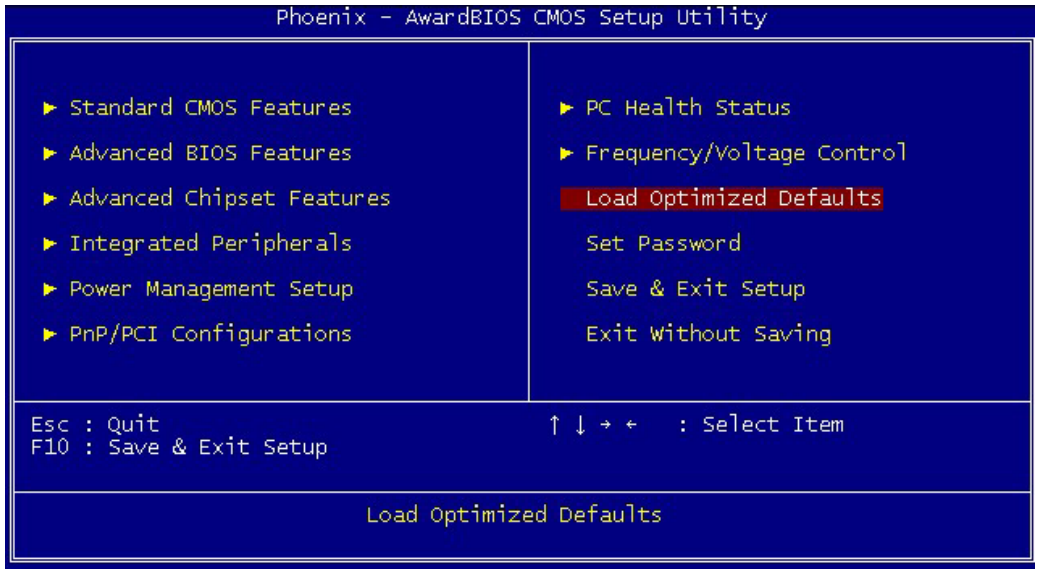 Phoenix - AwardBIOS CMOS Setup Utility
► Standard CMOS Features
► Advanced BIOS Features
► Advanced Chipset Features
► Integrated Peripherals
► Power Management Setup
► PnP/PCI Configurations
► PC Health Status
► Frequency/Voltage Control
Load Optimized Defaults
Set Password
Save & Exit Setup
Exit Without Saving
Esc : Quit
F10 : Save & Exit Setup
↑ ↓ → ← : Select Item
Load Optimized Defaults